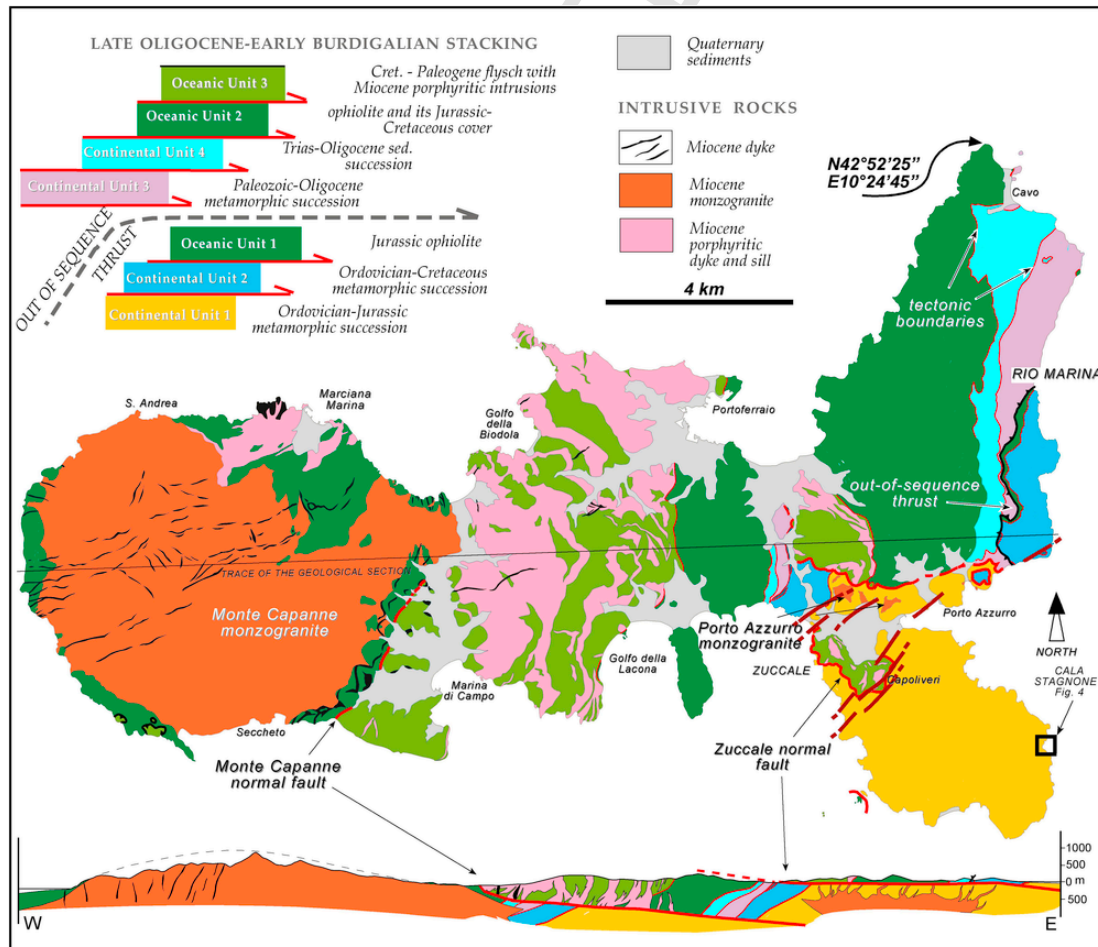 LATE OLIGOCENE-EARLY BURDIGALIAN STACKING
Oceanic Unit 3
Cret. - Paleogene flysch with
Miocene porphyritic intrusions
Oceanic Unit 2
ophiolite and its Jurassic-
Cretaceous cover
Continental Unit 4
Trias-Oligocene sed.
succession
Continental Unit 3
Paleozoic-Oligocene
metamorphic succession
OUT OF SEQUENCE
THRUST
Oceanic Unit 1
Jurassic ophiolite
Continental Unit 2
Ordovician-Cretaceous
metamorphic succession
Continental Unit 1
Ordovician-Jurassic
metamorphic succession
Quaternary
sediments
INTRUSIVE ROCKS
Miocene dyke
Miocene
monzogranite
Miocene
porphyritic
dyke and sill
4 km
N42°52'25"
E10°24'45"
Cavo
tectonic
boundaries
RIO MARINA
out-of-sequence
thrust
S. Andrea
Marciana
Marina
Golfo
della
Biodola
Portoferraio
TRACE OF THE GEOLOGICAL SECTION
Monte Capanne
monzogranite
Porto Azzurro
monzogranite
Porto Azzurro
ZUCCALE
Capoliveri
Golfo della
Lacona
Marina
di Campo
Seccheto
NORTH
CALA
STAGNONE
Fig. 4
Monte Capanne
normal fault
Zuccale normal
fault
1000
500
0 m
500
W
E